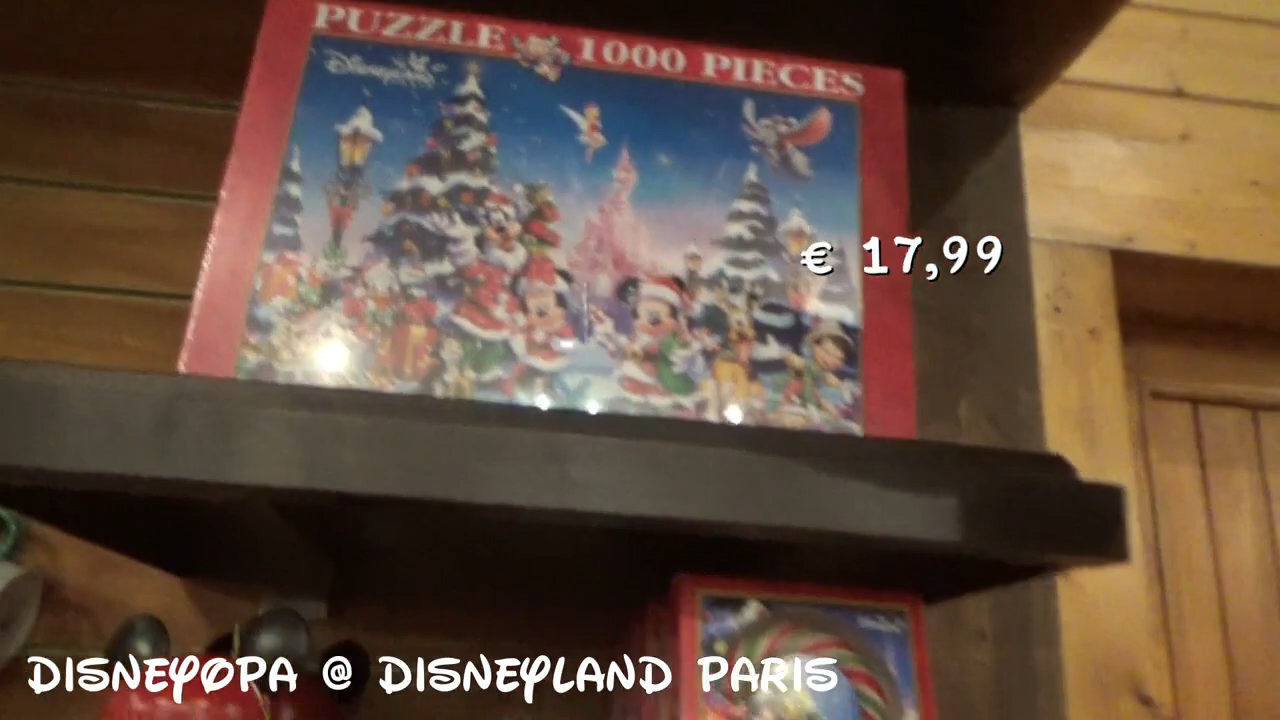 PUZZLE 1000 PIECES
Disneyland
€ 17,99
DISNEYOPA @ DISNEYLAND PARIS